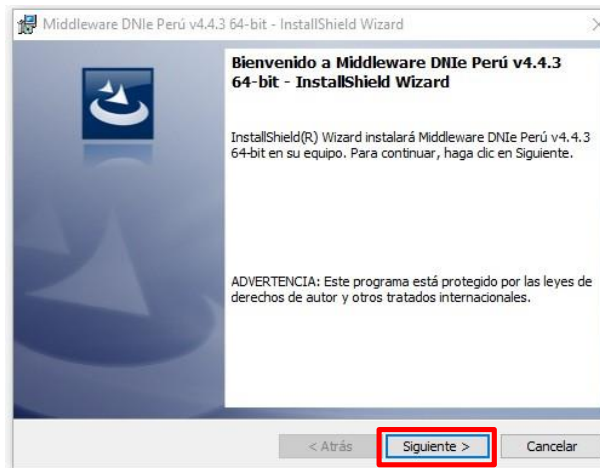 Middleware DNIe Perú v4.4.3 64-bit - InstallShield Wizard
Bienvenido a Middleware DNIe Perú v4.4.3
64-bit - InstallShield Wizard
InstallShield(R) Wizard instalará Middleware DNIe Perú v4.4.3
64-bit en su equipo. Para continuar, haga clic en Siguiente.
ADVERTENCIA: Este programa está protegido por las leyes de
derechos de autor y otros tratados internacionales.
< Atrás Siguiente > Cancelar